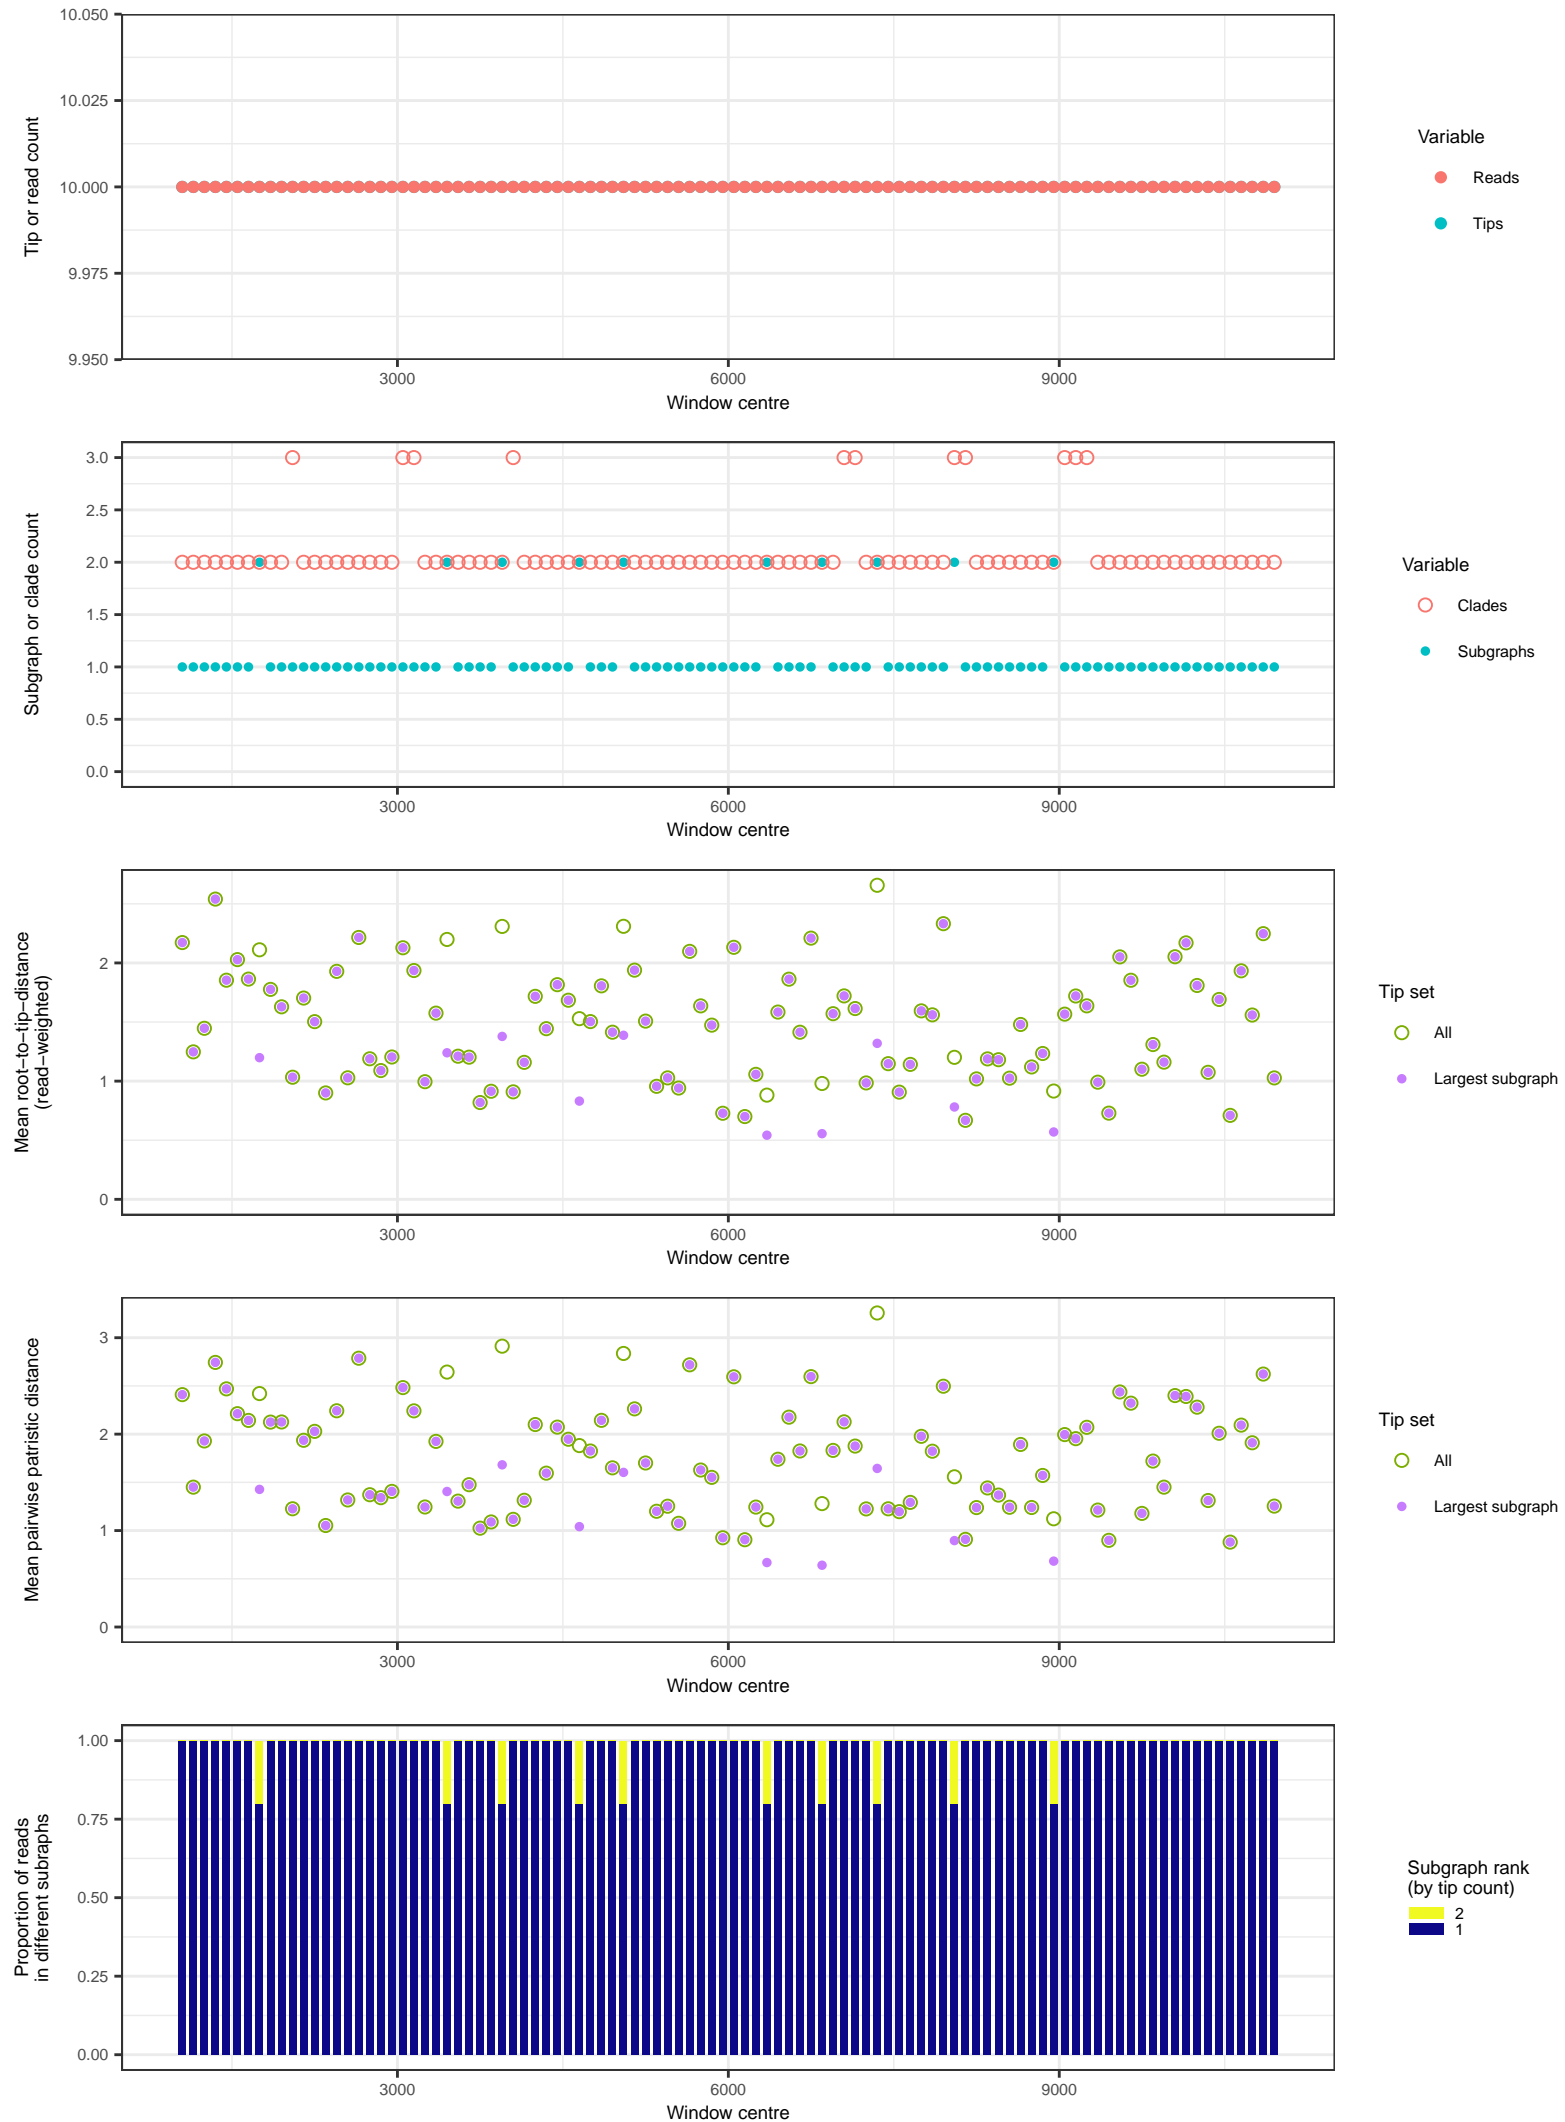 10.050
10.025
10.000
9.975
9.950
Tip or read count
3000
6000
9000
Window centre
Variable
Reads
Tips
3.0
2.5
2.0
1.5
1.0
0.5
0.0
Subgraph or clade count
3000
6000
9000
Window centre
Variable
Clades
Subgraphs
2
1
0
Mean root−to−tip−distance
(read−weighted)
3000
6000
9000
Window centre
Tip set
All
Largest subgraph
3
2
1
0
Mean pairwise patristic distance
3000
6000
9000
Window centre
Tip set
All
Largest subgraph
1.00
0.75
0.50
0.25
0.00
Proportion of reads
in different subraphs
3000
6000
9000
Window centre
Subgraph rank
(by tip count)
2
1